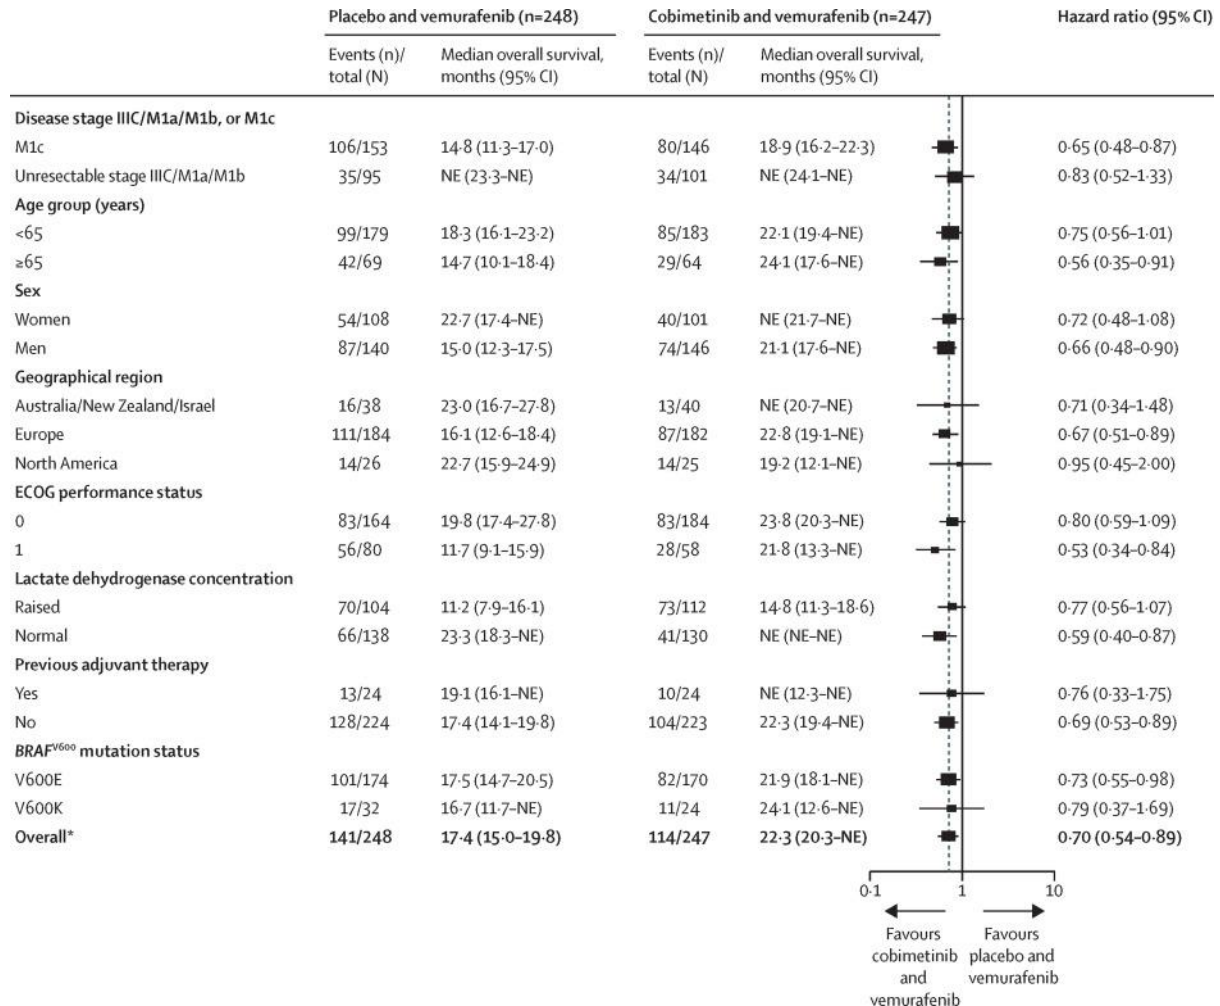 Placebo and vemurafenib (n=248) Cobimetinib and vemurafenib (n=247) Hazard ratio (95% CI)
Events (n)/ Median overall survival, Events (n)/ Median overall survival,
total (N) months (95% CI) total (N) months (95% CI)
Disease stage IIIC/M1a/M1b, or M1c
M1c 106/153 14·8 (11·3–17·0) 80/146 18·9 (16·2–22·3) 0·65 (0·48–0·87)
Unresectable stage IIIC/M1a/M1b 35/95 NE (23·3–NE) 34/101 NE (24·1–NE) 0·83 (0·52–1·33)
Age group (years)
<65 99/179 18·3 (16·1–23·2) 85/183 22·1 (19·4–NE) 0·75 (0·56–1·01)
≥65 42/69 14·7 (10·1–18·4) 29/64 24·1 (17·6–NE) 0·56 (0·35–0·91)
Sex
Women 54/108 22·7 (17·4–NE) 40/101 NE (21·7–NE) 0·72 (0·48–1·08)
Men 87/140 15·0 (12·3–17·5) 74/146 21·1 (17·6–NE) 0·66 (0·48–0·90)
Geographical region
Australia/New Zealand/Israel 16/38 23·0 (16·7–27·8) 13/40 NE (20·7–NE) 0·71 (0·34–1·48)
Europe 111/184 16·1 (12·6–18·4) 87/182 22·8 (19·1–NE) 0·67 (0·51–0·89)
North America 14/26 22·7 (15·9–24·9) 14/25 19·2 (12·1–NE) 0·95 (0·45–2·00)
ECOG performance status
0 83/164 19·8 (17·4–27·8) 83/184 23·8 (20·3–NE) 0·80 (0·59–1·09)
1 56/80 11·7 (9·1–15·9) 28/58 21·8 (13·3–NE) 0·53 (0·34–0·84)
Lactate dehydrogenase concentration
Raised 70/104 11·2 (7·9–16·1) 73/112 14·8 (11·3–18·6) 0·77 (0·56–1·07)
Normal 66/138 23·3 (18·3–NE) 41/130 NE (NE–NE) 0·59 (0·40–0·87)
Previous adjuvant therapy
Yes 13/24 19·1 (16·1–NE) 10/24 NE (12·3–NE) 0·76 (0·33–1·75)
No 128/224 17·4 (14·1–19·8) 104/223 22·3 (19·4–NE) 0·69 (0·53–0·89)
BRAFV600 mutation status
V600E 101/174 17·5 (14·7–20·5) 82/170 21·9 (18·1–NE) 0·73 (0·55–0·98)
V600K 17/32 16·7 (11·7–NE) 11/24 24·1 (12·6–NE) 0·79 (0·37–1·69)
Overall* 141/248 17·4 (15·0–19·8) 114/247 22·3 (20·3–NE) 0·70 (0·54–0·89)
0·1 1 10
Favours Favours
cobimetinib placebo and
and vemurafenib
vemurafenib